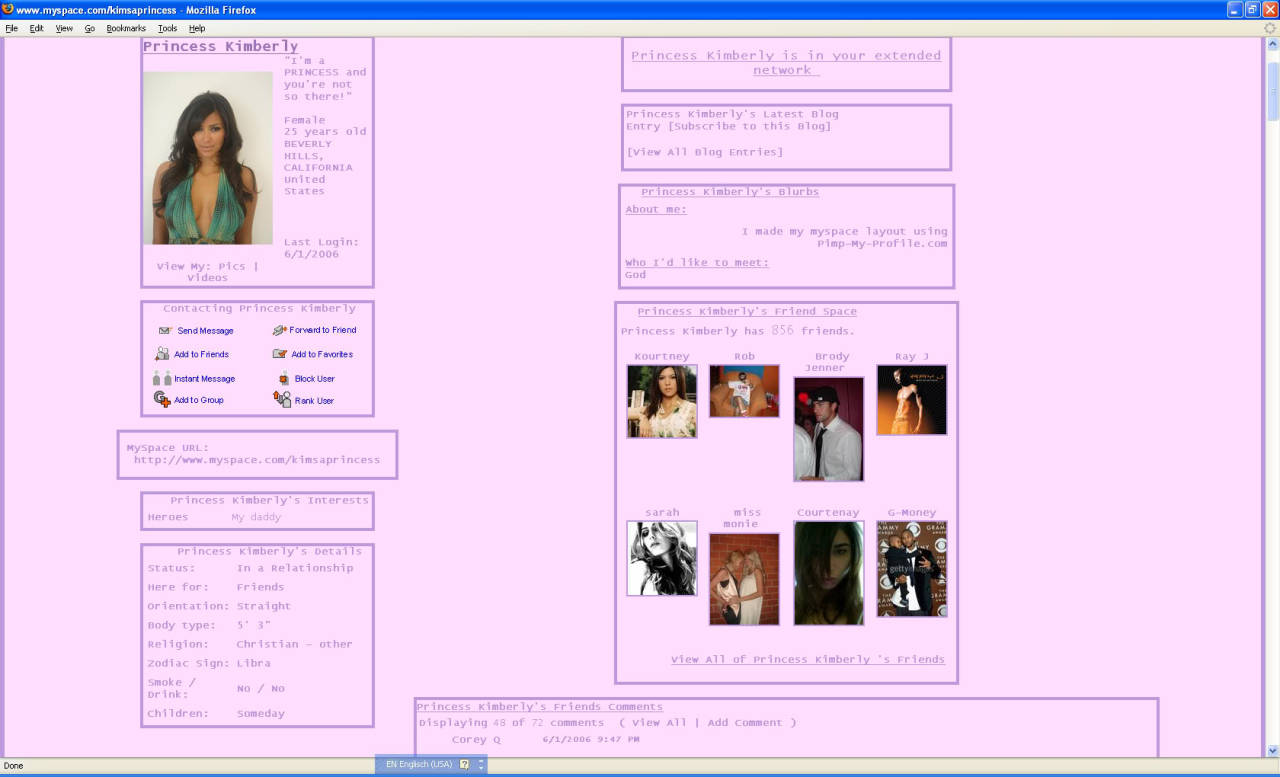 www.myspace.com/kimsaprincess - Mozilla Firefox
File Edit View Go Bookmarks Tools Help
Princess Kimberly
"I'm a
PRINCESS and
you're not
so there!"
Female
25 years old
BEVERLY
HILLS,
CALIFORNIA
United
States
Last Login:
6/1/2006
View My: Pics |
Videos
Contacting Princess Kimberly
Send Message Forward to Friend
Add to Friends Add to Favorites
Instant Message Block User
Add to Group Rank User
MySpace URL:
http://www.myspace.com/kimsaprincess
Princess Kimberly's Interests
Heroes My daddy
Princess Kimberly's Details
Status: In a Relationship
Here for: Friends
Orientation: Straight
Body type: 5' 3"
Religion: Christian - other
Zodiac Sign: Libra
Smoke /
Drink: No / No
Children: Someday
Princess Kimberly is in your extended
network
Princess Kimberly's Latest Blog
Entry [Subscribe to this Blog]
[View All Blog Entries]
Princess Kimberly's Blurbs
About me:
I made my myspace layout using
Pimp-My-Profile.com
Who I'd like to meet:
God
Princess Kimberly's Friend Space
Princess Kimberly has 856 friends.
Kourtney Rob Brody Ray J
Jenner
sarah miss Courtenay G-Money
monie
GRAMMY
gettyimages
View All of Princess Kimberly 's Friends
Princess Kimberly's Friends Comments
Displaying 48 of 72 comments ( View All | Add Comment )
Corey Q 6/1/2006 9:47 PM
Done
EN Englisch (USA)